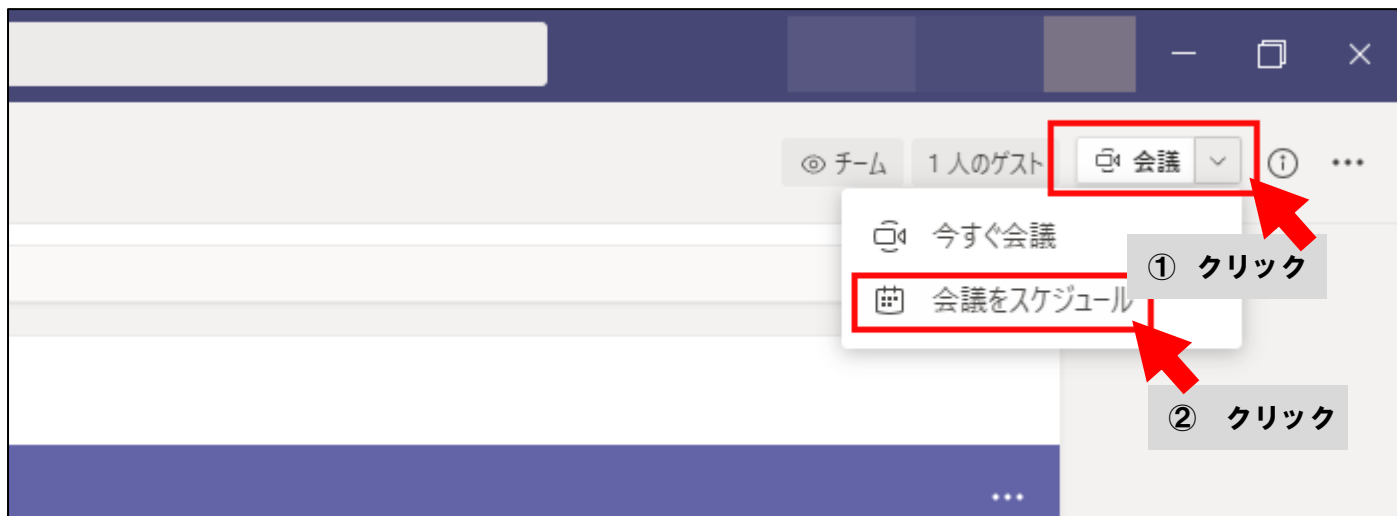 チーム 1 人のゲスト 会議
今すぐ会議
① クリック
会議をスケジュール
② クリック